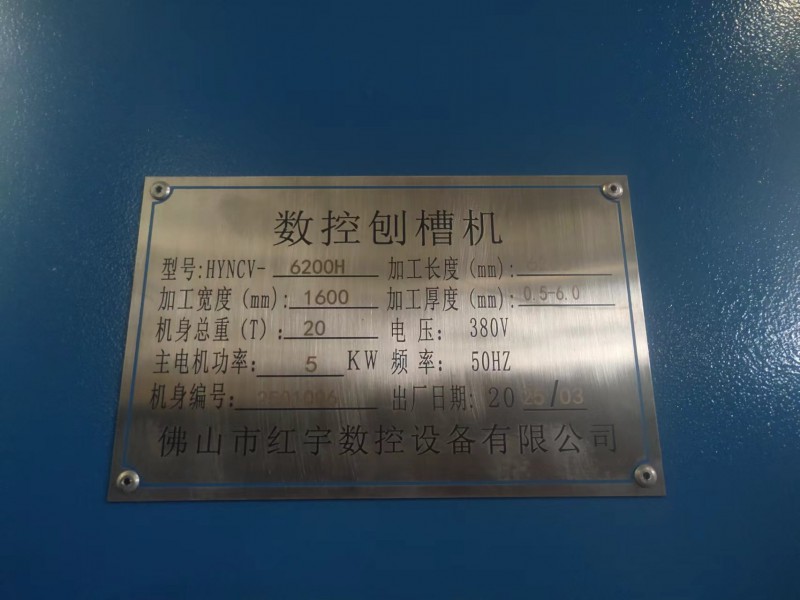 数控刨槽机
型号:HYNCV- 6200H 加工长度(mm):
加工宽度(mm): 1600 加工厚度(mm): 0.5-6.0
机身总重(T): 20 电 压: 380V
主电机功率: 5 KW 频 率: 50HZ
机身编号: 2501006 出厂日期: 20 25/03
佛山市红宇数控设备有限公司